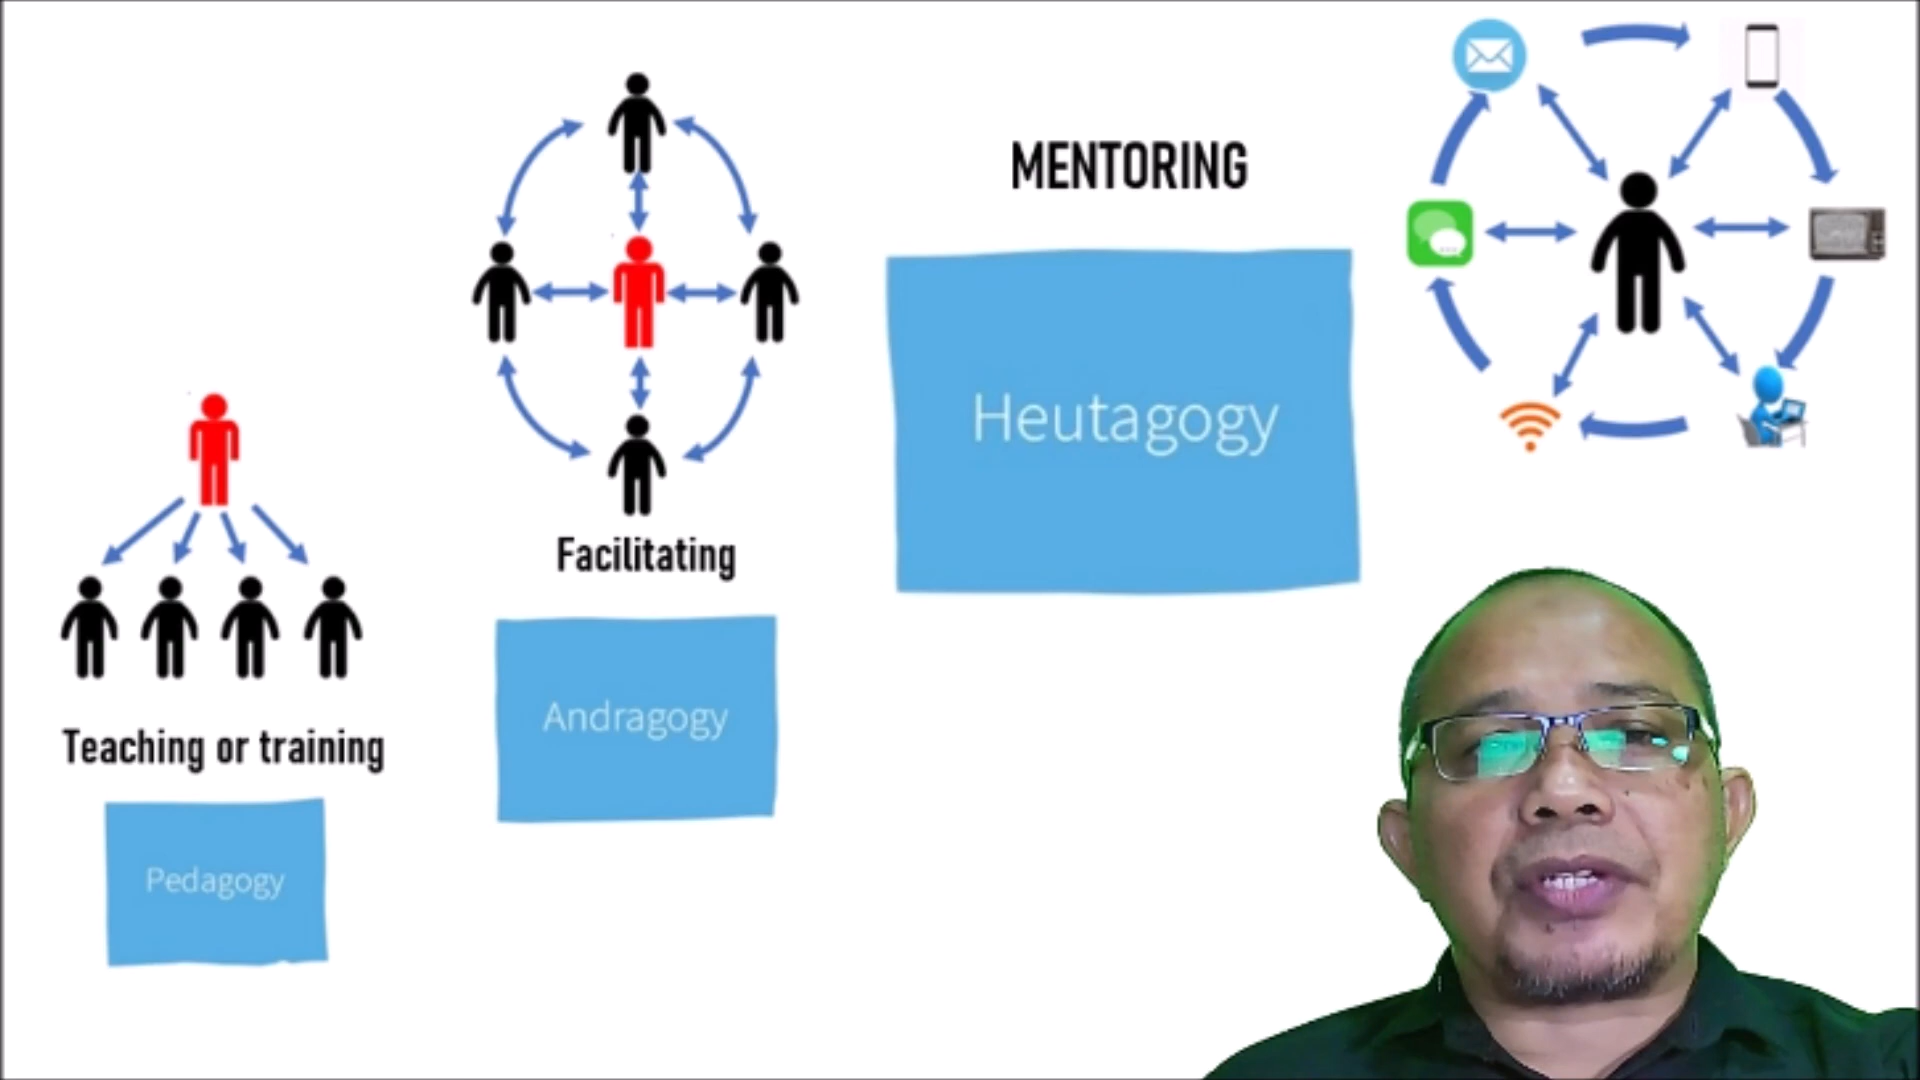 MENTORING
Heutagogy
Facilitating
Andragogy
Teaching or training
Pedagogy